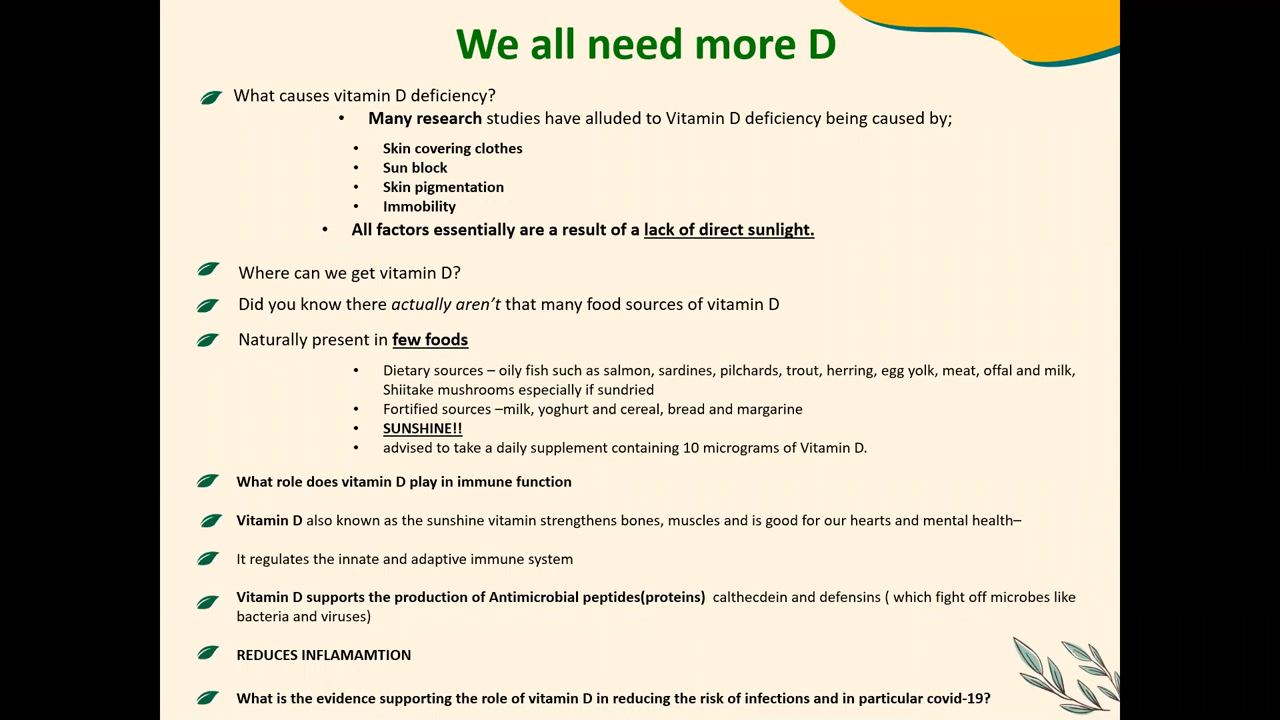 We all need more D
What causes vitamin D deficiency?
• Many research studies have alluded to Vitamin D deficiency being caused by;
• Skin covering clothes
• Sun block
• Skin pigmentation
• Immobility
• All factors essentially are a result of a lack of direct sunlight.
Where can we get vitamin D?
Did you know there actually aren't that many food sources of vitamin D
Naturally present in few foods
• Dietary sources – oily fish such as salmon, sardines, pilchards, trout, herring, egg yolk, meat, offal and milk,
Shiitake mushrooms especially if sundried
• Fortified sources –milk, yoghurt and cereal, bread and margarine
• SUNSHINE!!
• advised to take a daily supplement containing 10 micrograms of Vitamin D.
What role does vitamin D play in immune function
Vitamin D also known as the sunshine vitamin strengthens bones, muscles and is good for our hearts and mental health–
It regulates the innate and adaptive immune system
Vitamin D supports the production of Antimicrobial peptides(proteins) calthecdein and defensins ( which fight off microbes like
bacteria and viruses)
REDUCES INFLAMAMTION
What is the evidence supporting the role of vitamin D in reducing the risk of infections and in particular covid-19?